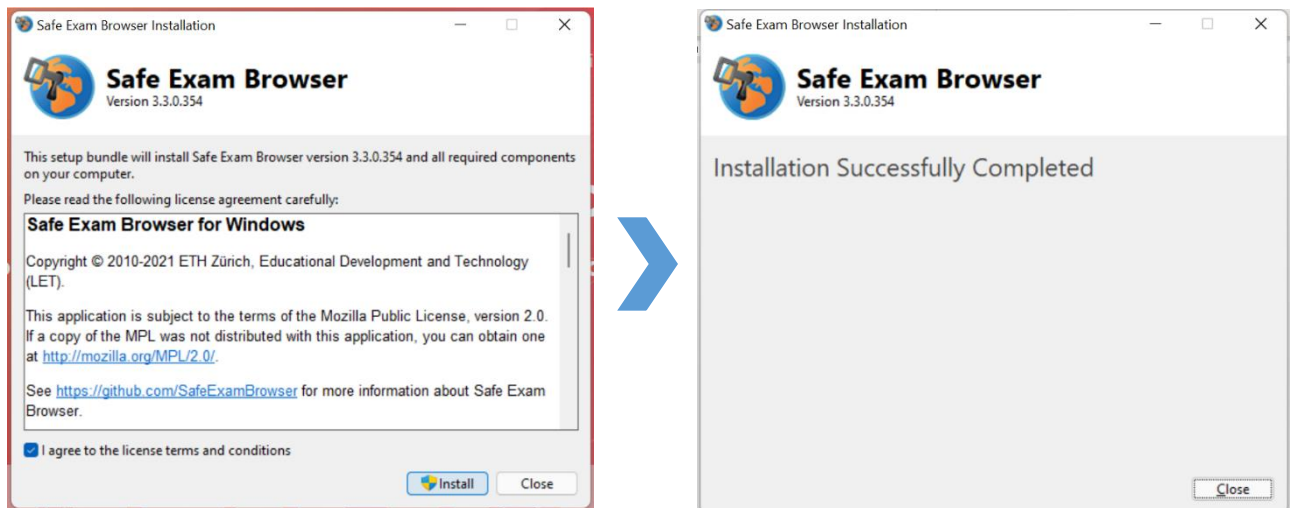 Safe Exam Browser Installation
Safe Exam Browser
Version 3.3.0.354
This setup bundle will install Safe Exam Browser version 3.3.0.354 and all required components
on your computer.
Please read the following license agreement carefully:
Safe Exam Browser for Windows
Copyright © 2010-2021 ETH Zürich, Educational Development and Technology
(LET).
This application is subject to the terms of the Mozilla Public License, version 2.0.
If a copy of the MPL was not distributed with this application, you can obtain one
at http://mozilla.org/MPL/2.0/.
See https://github.com/SafeExamBrowser for more information about Safe Exam
Browser.
I agree to the license terms and conditions
Install
Close
Safe Exam Browser Installation
Safe Exam Browser
Version 3.3.0.354
Installation Successfully Completed
Close